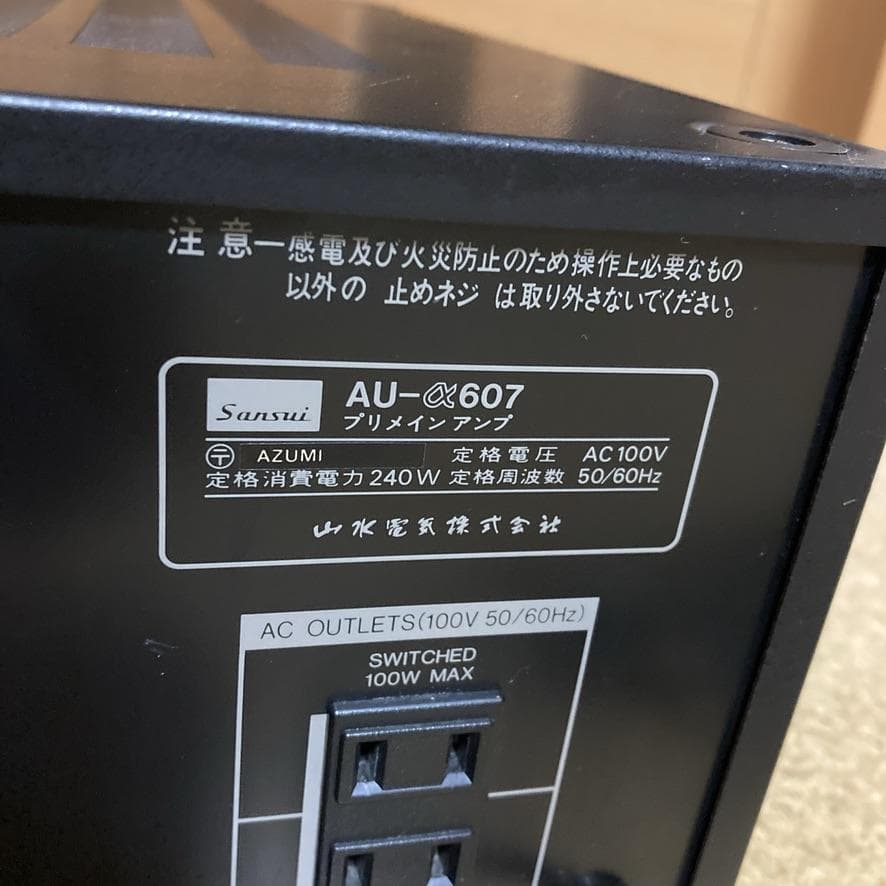 注 意ー感電及び火災防止のため操作上必要なもの
以外の 止めネジ は取り外さないでください。
Sansui AU-α607
プリメインアンプ
〒 AZUMI 定格電圧 AC100V
定格消費電力 240W 定格周波数 50/60Hz
山水電気株式会社
AC OUTLETS(100V 50/60Hz)
SWITCHED
100W MAX